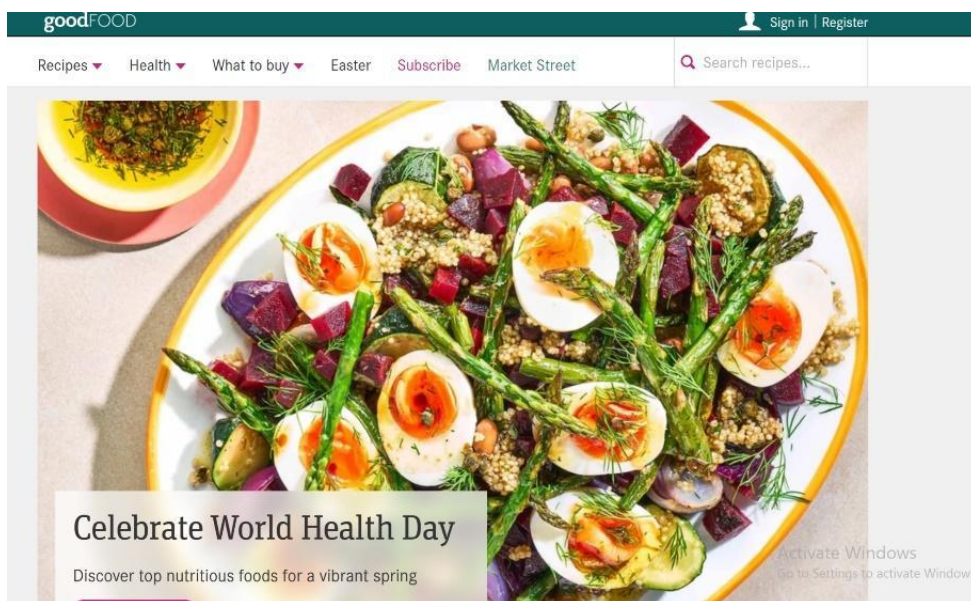 goodFOOD
Sign in | Register
Recipes Health What to buy Easter Subscribe Market Street
Search recipes...
Celebrate World Health Day
Discover top nutritious foods for a vibrant spring
Activate Windows
Go to Settings to activate Window